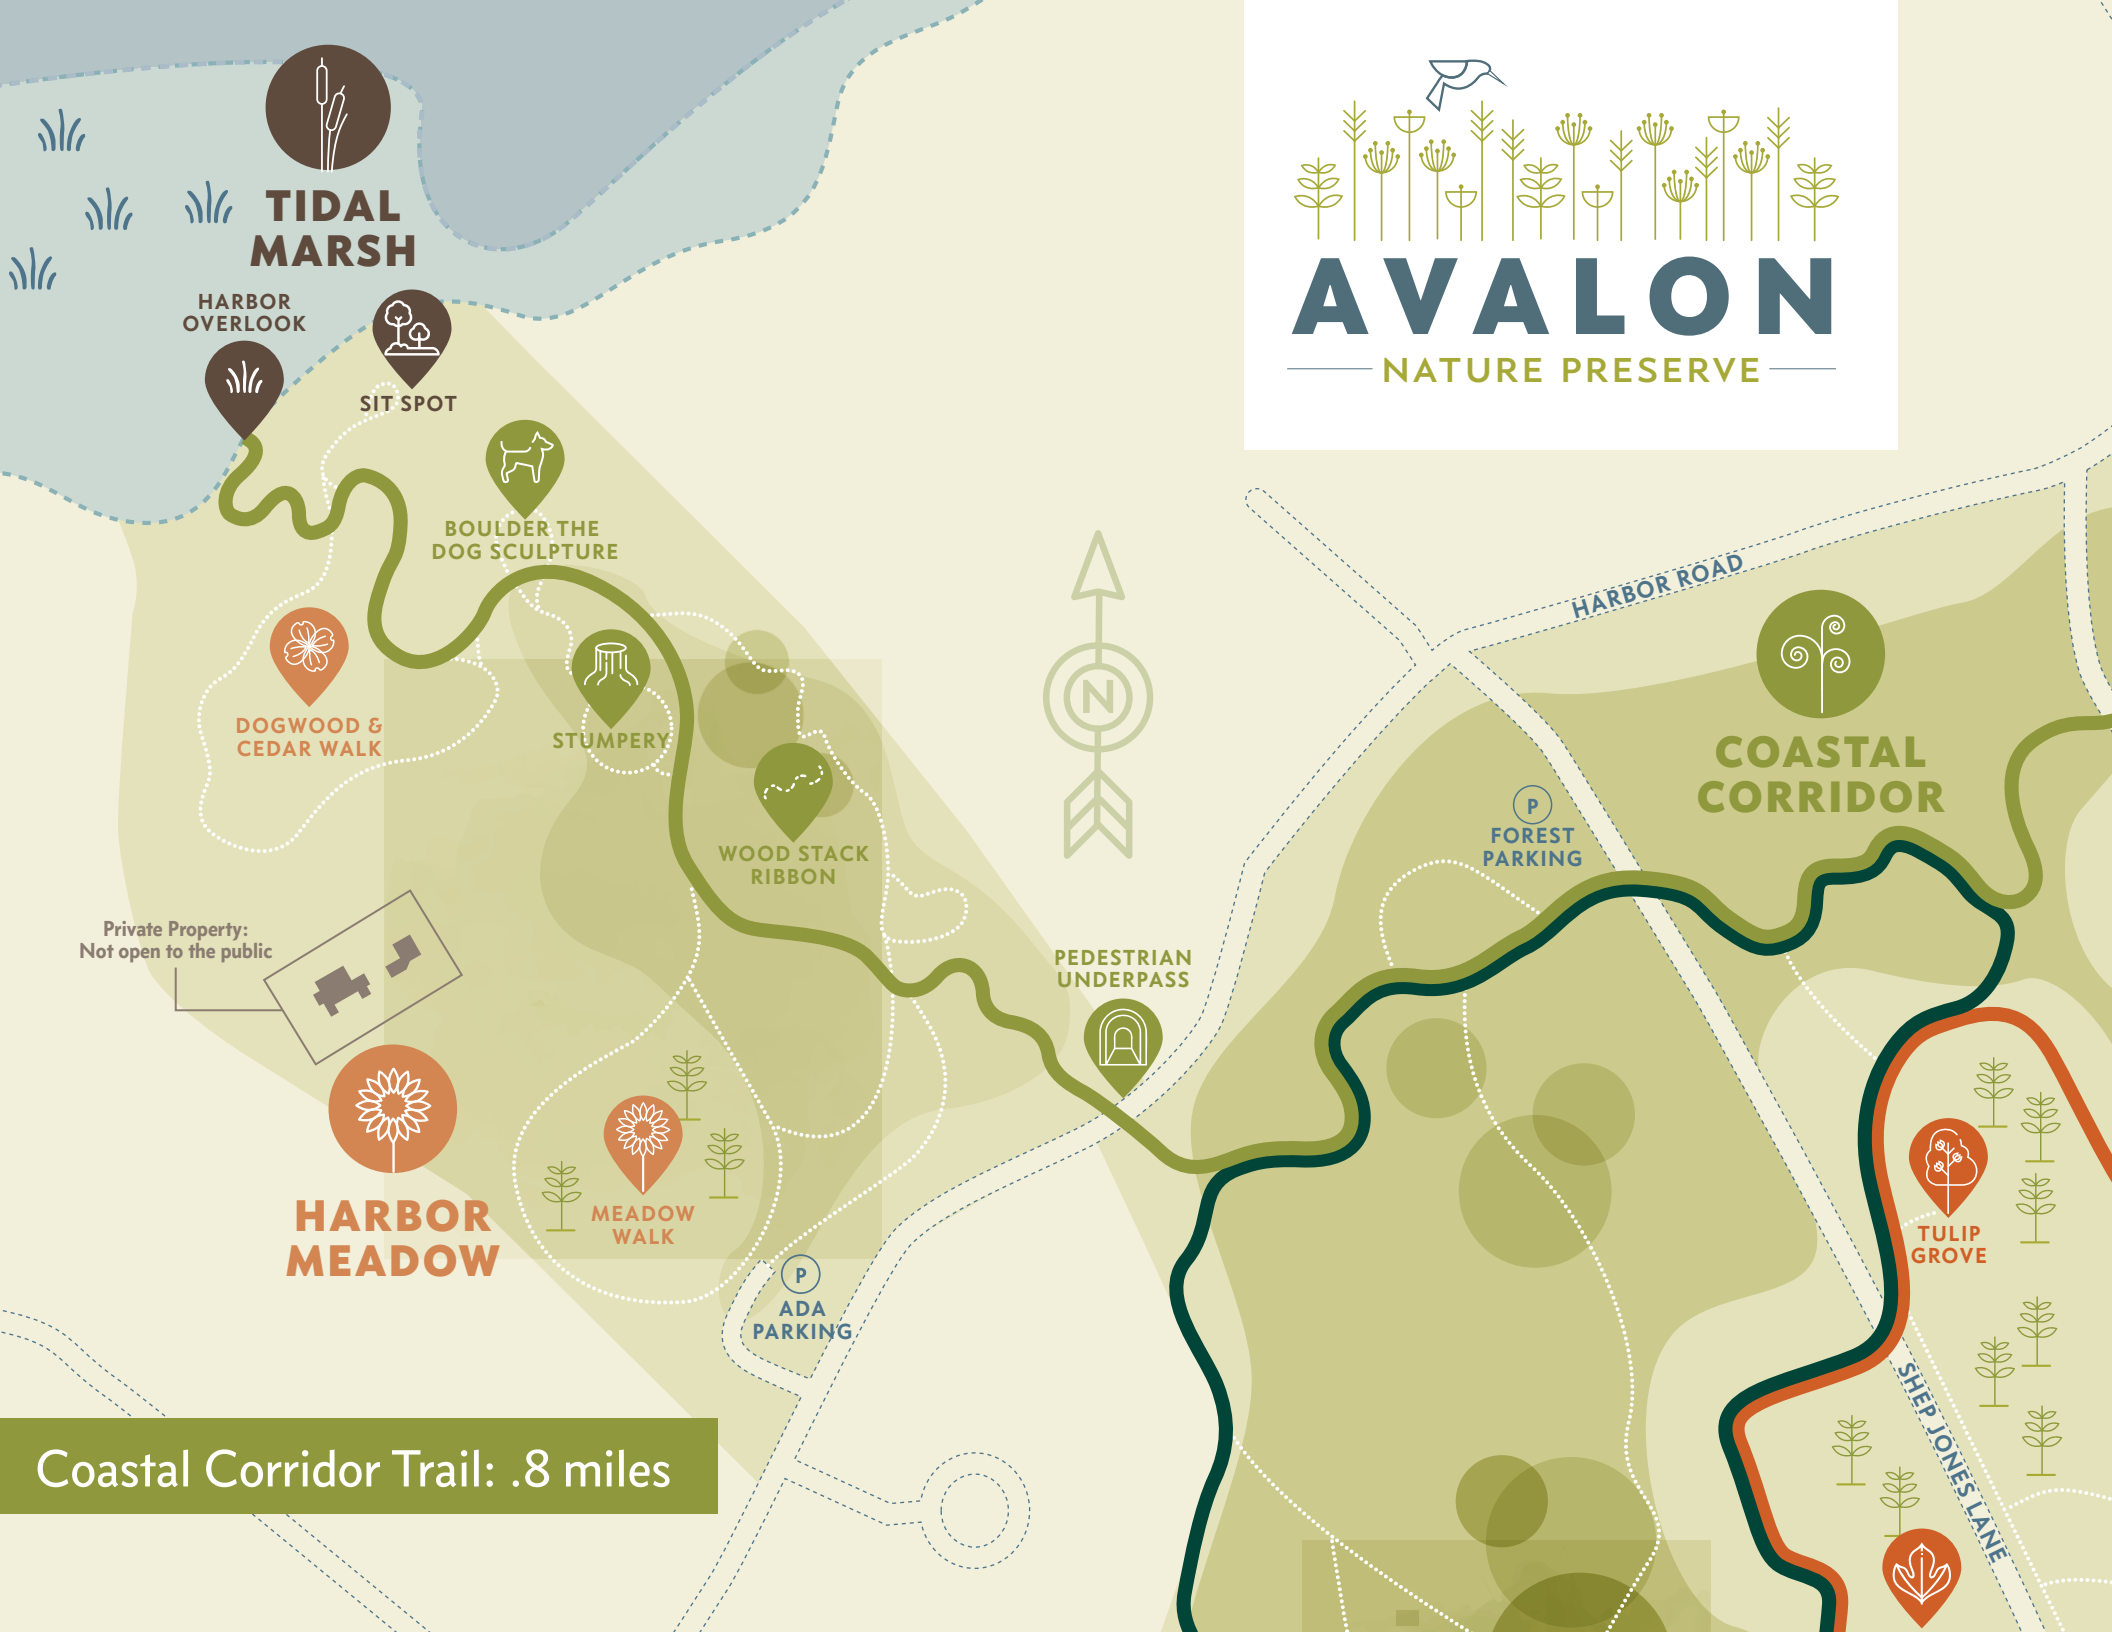 TIDAL
MARSH
HARBOR
OVERLOOK
SIT SPOT
BOULDER THE
DOG SCULPTURE
DOGWOOD &
CEDAR WALK
STUMPERY
WOOD STACK
RIBBON
Private Property:
Not open to the public
HARBOR
MEADOW
MEADOW
WALK
P
ADA
PARKING
PEDESTRIAN
UNDERPASS
N
AVALON
NATURE PRESERVE
HARBOR ROAD
COASTAL
CORRIDOR
P
FOREST
PARKING
TULIP
GROVE
SHEP JONES LANE
Coastal Corridor Trail: .8 miles